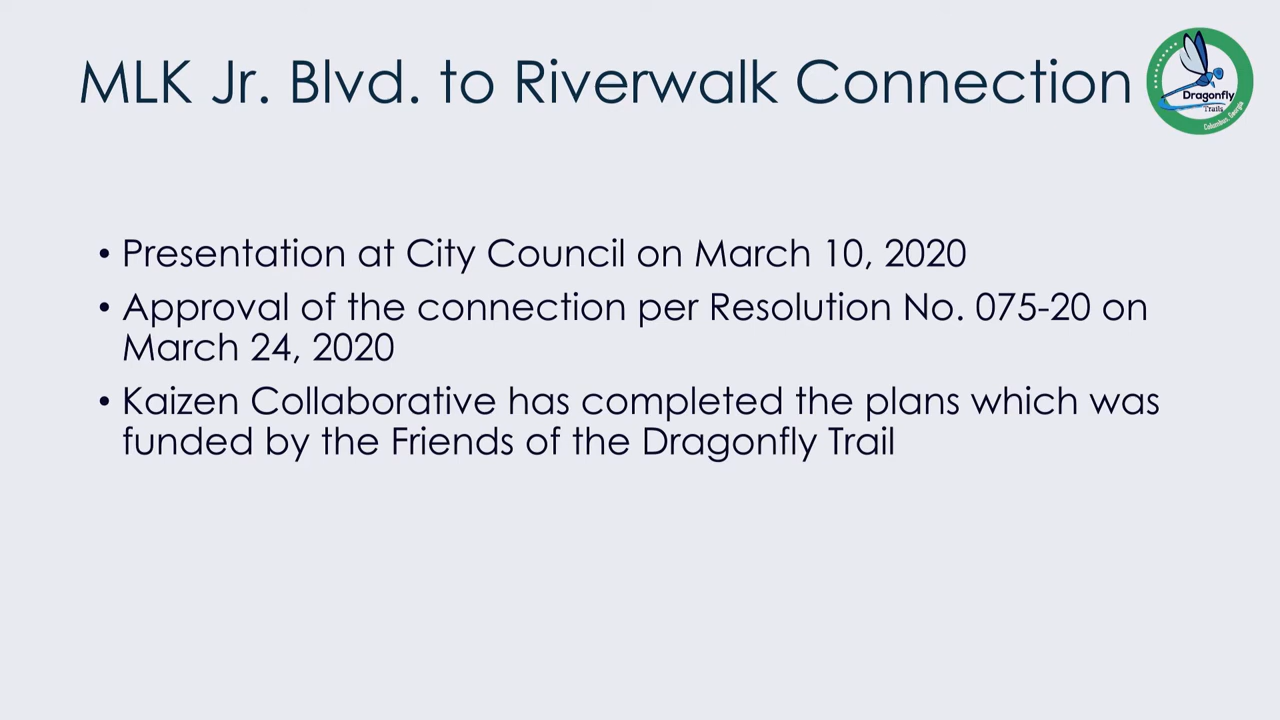 MLK Jr. Blvd. to Riverwalk Connection
Dragonfly
Trails
Columbus, Georgia
• Presentation at City Council on March 10, 2020
• Approval of the connection per Resolution No. 075-20 on
March 24, 2020
• Kaizen Collaborative has completed the plans which was
funded by the Friends of the Dragonfly Trail